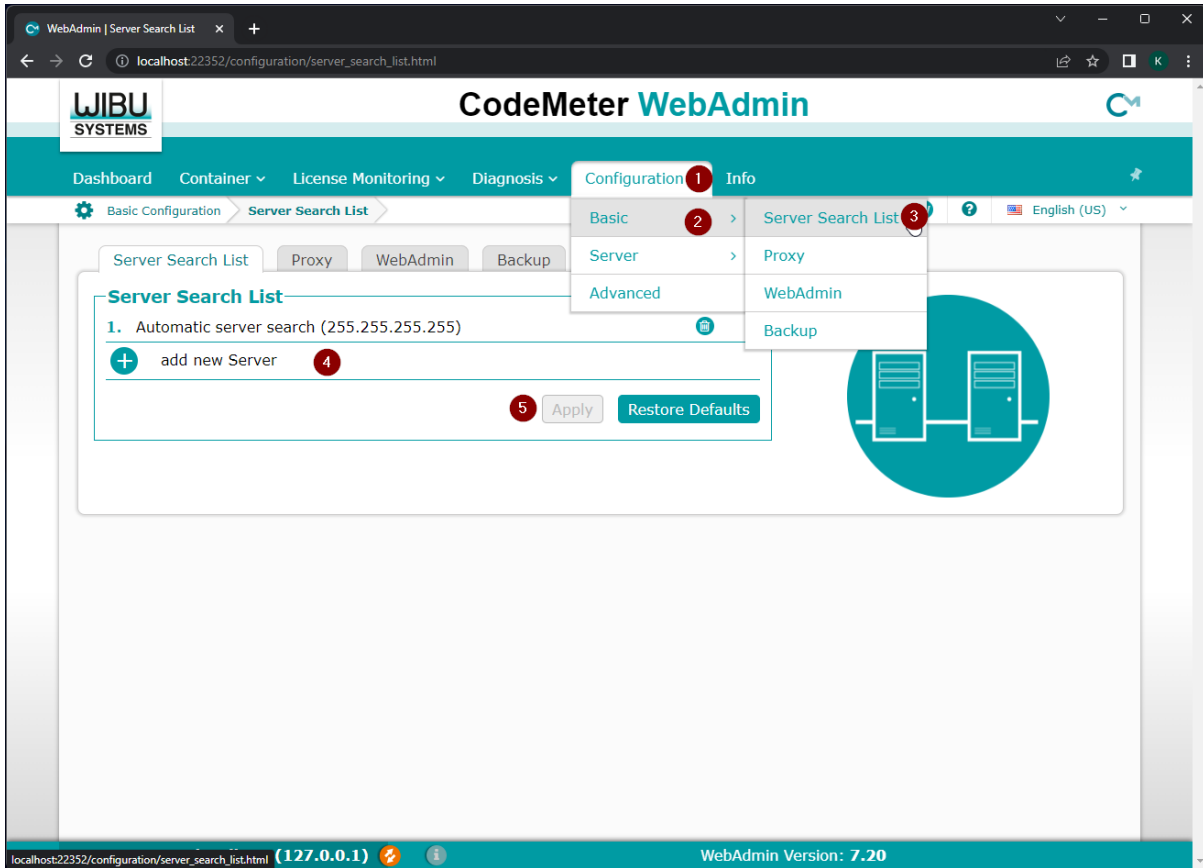 WebAdmin | Server Search List
localhost:22352/configuration/server_search_list.html
K
WIBU
SYSTEMS
CodeMeter WebAdmin
CM
Dashboard Container License Monitoring Diagnosis Configuration 1 Info
Basic Configuration Server Search List
English (US)
Basic 2
Server
Advanced
Server Search List 3
Proxy
WebAdmin
Backup
Server Search List Proxy WebAdmin Backup
Server Search List
1. Automatic server search (255.255.255.255)
+ add new Server 4
5 Apply Restore Defaults
localhost:22352/configuration/server_search_list.html (127.0.0.1)
WebAdmin Version: 7.20